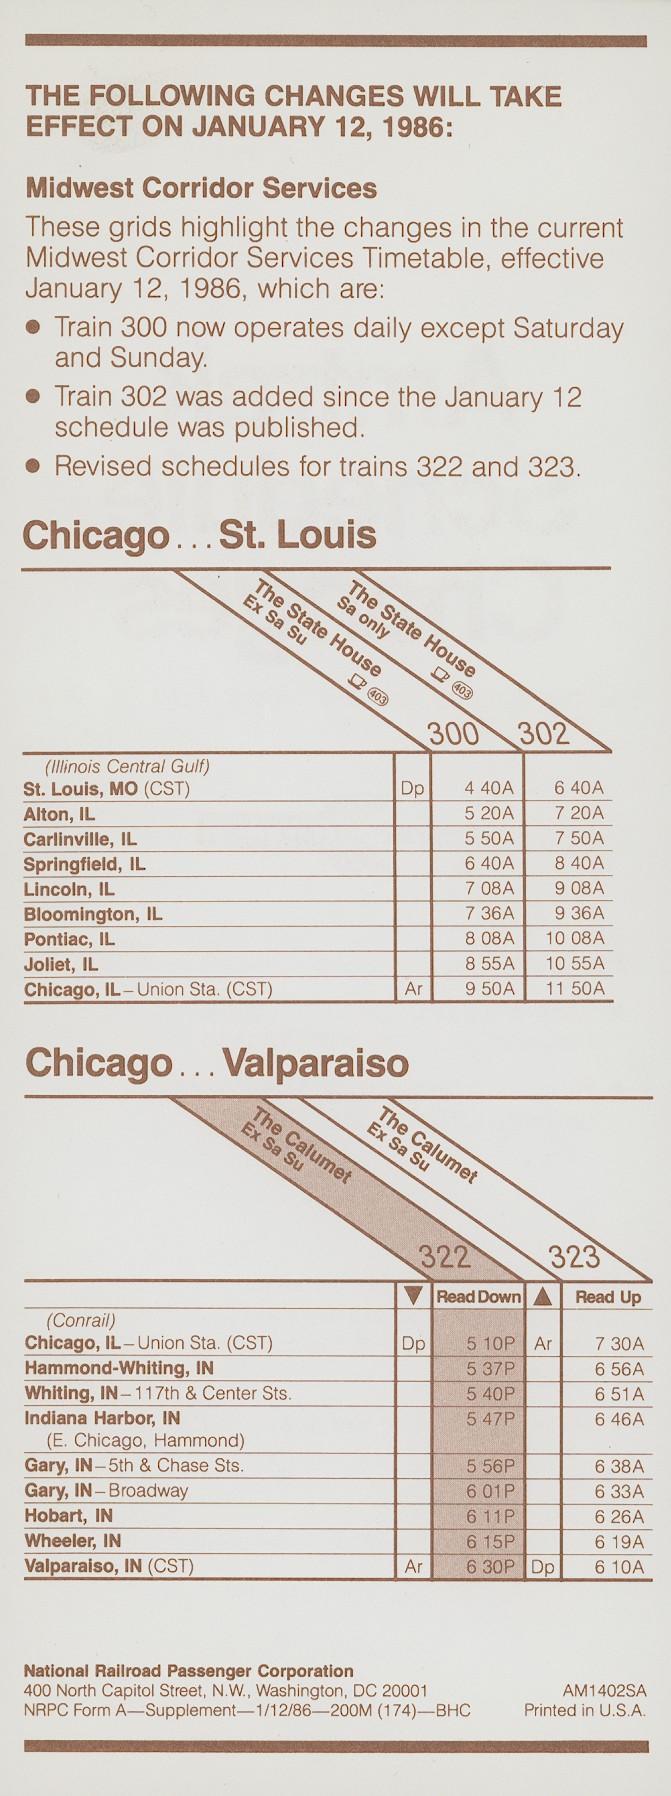 THE FOLLOWING CHANGES WILL TAKE
EFFECT ON JANUARY 12, 1986:
Midwest Corridor Services
These grids highlight the changes in the current
Midwest Corridor Services Timetable, effective
January 12, 1986, which are:
● Train 300 now operates daily except Saturday
and Sunday.
● Train 302 was added since the January 12
schedule was published.
● Revised schedules for trains 322 and 323.
Chicago...St. Louis
The State House
Ex Sa Su
403
The State House
Sa only
403
300 302
(Illinois Central Gulf)
St. Louis, MO (CST) Dp 4 40A 6 40A
Alton, IL 5 20A 7 20A
Carlinville, IL 5 50A 7 50A
Springfield, IL 6 40A 8 40A
Lincoln, IL 7 08A 9 08A
Bloomington, IL 7 36A 9 36A
Pontiac, IL 8 08A 10 08A
Joliet, IL 8 55A 10 55A
Chicago, IL–Union Sta. (CST) Ar 9 50A 11 50A
Chicago...Valparaiso
The Calumet
Ex Sa Su
The Calumet
Ex Sa Su
322 323
▼ Read Down ▲ Read Up
(Conrail)
Chicago, IL–Union Sta. (CST) Dp 5 10P Ar 7 30A
Hammond-Whiting, IN 5 37P 6 56A
Whiting, IN–117th & Center Sts. 5 40P 6 51A
Indiana Harbor, IN 5 47P 6 46A
(E. Chicago, Hammond)
Gary, IN–5th & Chase Sts. 5 56P 6 38A
Gary, IN–Broadway 6 01P 6 33A
Hobart, IN 6 11P 6 26A
Wheeler, IN 6 15P 6 19A
Valparaiso, IN (CST) Ar 6 30P Dp 6 10A
National Railroad Passenger Corporation
400 North Capitol Street, N.W., Washington, DC 20001 AM1402SA
NRPC Form A—Supplement—1/12/86—200M (174)—BHC Printed in U.S.A.